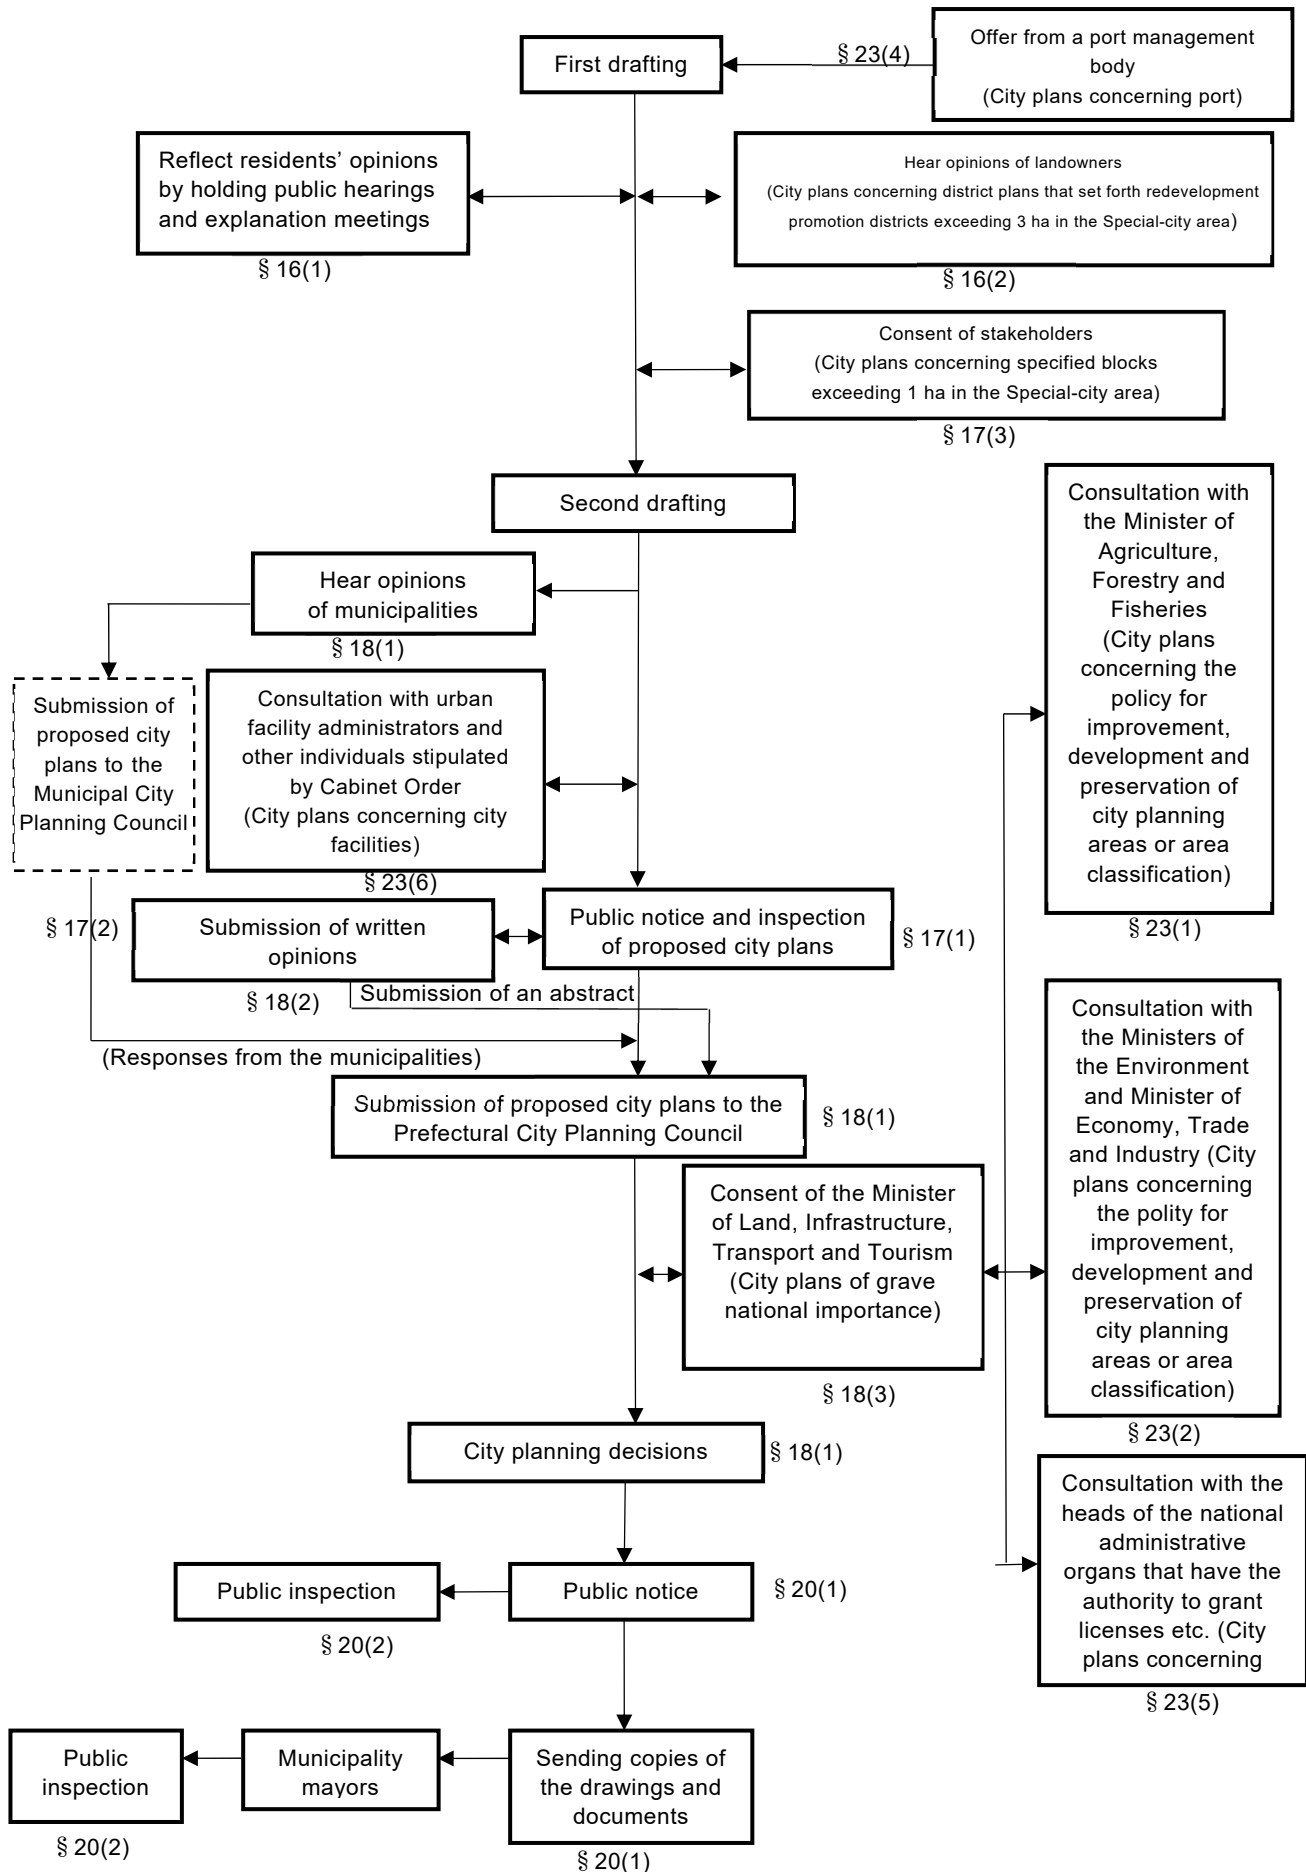 Offer from a port management
body
(City plans concerning port)
§ 23(4)
First drafting
Reflect residents’ opinions
by holding public hearings
and explanation meetings
§ 16(1)
Hear opinions of landowners
(City plans concerning district plans that set forth redevelopment
promotion districts exceeding 3 ha in the Special-city area)
§ 16(2)
Consent of stakeholders
(City plans concerning specified blocks
exceeding 1 ha in the Special-city area)
§ 17(3)
Second drafting
Hear opinions
of municipalities
§ 18(1)
Submission of
proposed city
plans to the
Municipal City
Planning Council
Consultation with urban
facility administrators and
other individuals stipulated
by Cabinet Order
(City plans concerning city
facilities)
§ 23(6)
Consultation with
the Minister of
Agriculture,
Forestry and
Fisheries
(City plans
concerning the
policy for
improvement,
development and
preservation of
city planning
areas or area
classification)
§ 23(1)
§ 17(2)
Submission of written
opinions
§ 18(2)
Public notice and inspection
of proposed city plans
§ 17(1)
Submission of an abstract
(Responses from the municipalities)
Submission of proposed city plans to the
Prefectural City Planning Council
§ 18(1)
Consent of the Minister
of Land, Infrastructure,
Transport and Tourism
(City plans of grave
national importance)
§ 18(3)
Consultation with
the Ministers of
the Environment
and Minister of
Economy, Trade
and Industry (City
plans concerning
the polity for
improvement,
development and
preservation of
city planning
areas or area
classification)
§ 23(2)
City planning decisions
§ 18(1)
Consultation with the
heads of the national
administrative
organs that have the
authority to grant
licenses etc. (City
plans concerning
§ 23(5)
Public inspection
§ 20(2)
Public notice
§ 20(1)
Public
inspection
§ 20(2)
Municipality
mayors
Sending copies of
the drawings and
documents
§ 20(1)